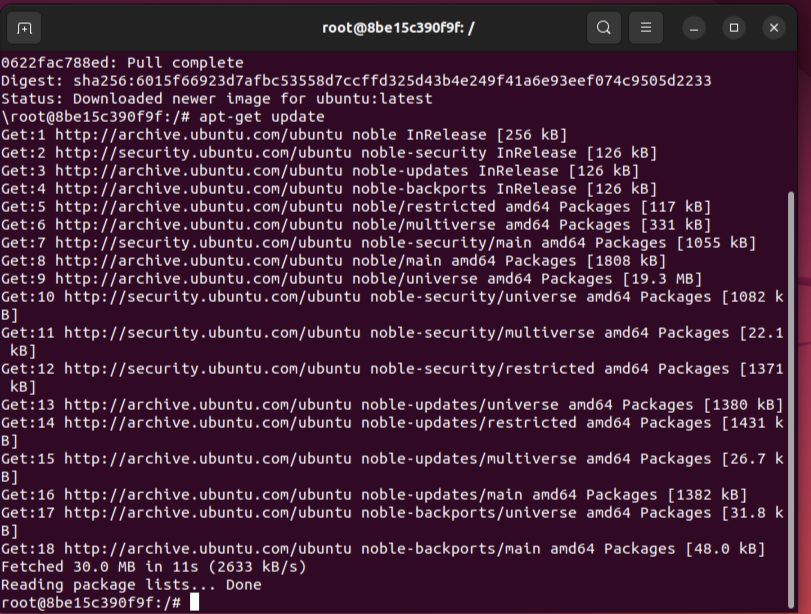 root@8be15c390f9f: /
0622fac788ed: Pull complete
Digest: sha256:6015f66923d7afbc53558d7ccffd325d43b4e249f41a6e93eef074c9505d2233
Status: Downloaded newer image for ubuntu:latest
\root@8be15c390f9f:/# apt-get update
Get:1 http://archive.ubuntu.com/ubuntu noble InRelease [256 kB]
Get:2 http://security.ubuntu.com/ubuntu noble-security InRelease [126 kB]
Get:3 http://archive.ubuntu.com/ubuntu noble-updates InRelease [126 kB]
Get:4 http://archive.ubuntu.com/ubuntu noble-backports InRelease [126 kB]
Get:5 http://archive.ubuntu.com/ubuntu noble/restricted amd64 Packages [117 kB]
Get:6 http://archive.ubuntu.com/ubuntu noble/multiverse amd64 Packages [331 kB]
Get:7 http://security.ubuntu.com/ubuntu noble-security/main amd64 Packages [1055 kB]
Get:8 http://archive.ubuntu.com/ubuntu noble/main amd64 Packages [1808 kB]
Get:9 http://archive.ubuntu.com/ubuntu noble/universe amd64 Packages [19.3 MB]
Get:10 http://security.ubuntu.com/ubuntu noble-security/universe amd64 Packages [1082 k
B]
Get:11 http://security.ubuntu.com/ubuntu noble-security/multiverse amd64 Packages [22.1
 kB]
Get:12 http://security.ubuntu.com/ubuntu noble-security/restricted amd64 Packages [1371
 kB]
Get:13 http://archive.ubuntu.com/ubuntu noble-updates/universe amd64 Packages [1380 kB]
Get:14 http://archive.ubuntu.com/ubuntu noble-updates/restricted amd64 Packages [1431 k
B]
Get:15 http://archive.ubuntu.com/ubuntu noble-updates/multiverse amd64 Packages [26.7 k
B]
Get:16 http://archive.ubuntu.com/ubuntu noble-updates/main amd64 Packages [1382 kB]
Get:17 http://archive.ubuntu.com/ubuntu noble-backports/universe amd64 Packages [31.8 k
B]
Get:18 http://archive.ubuntu.com/ubuntu noble-backports/main amd64 Packages [48.0 kB]
Fetched 30.0 MB in 11s (2633 kB/s)
Reading package lists... Done
root@8be15c390f9f:/#